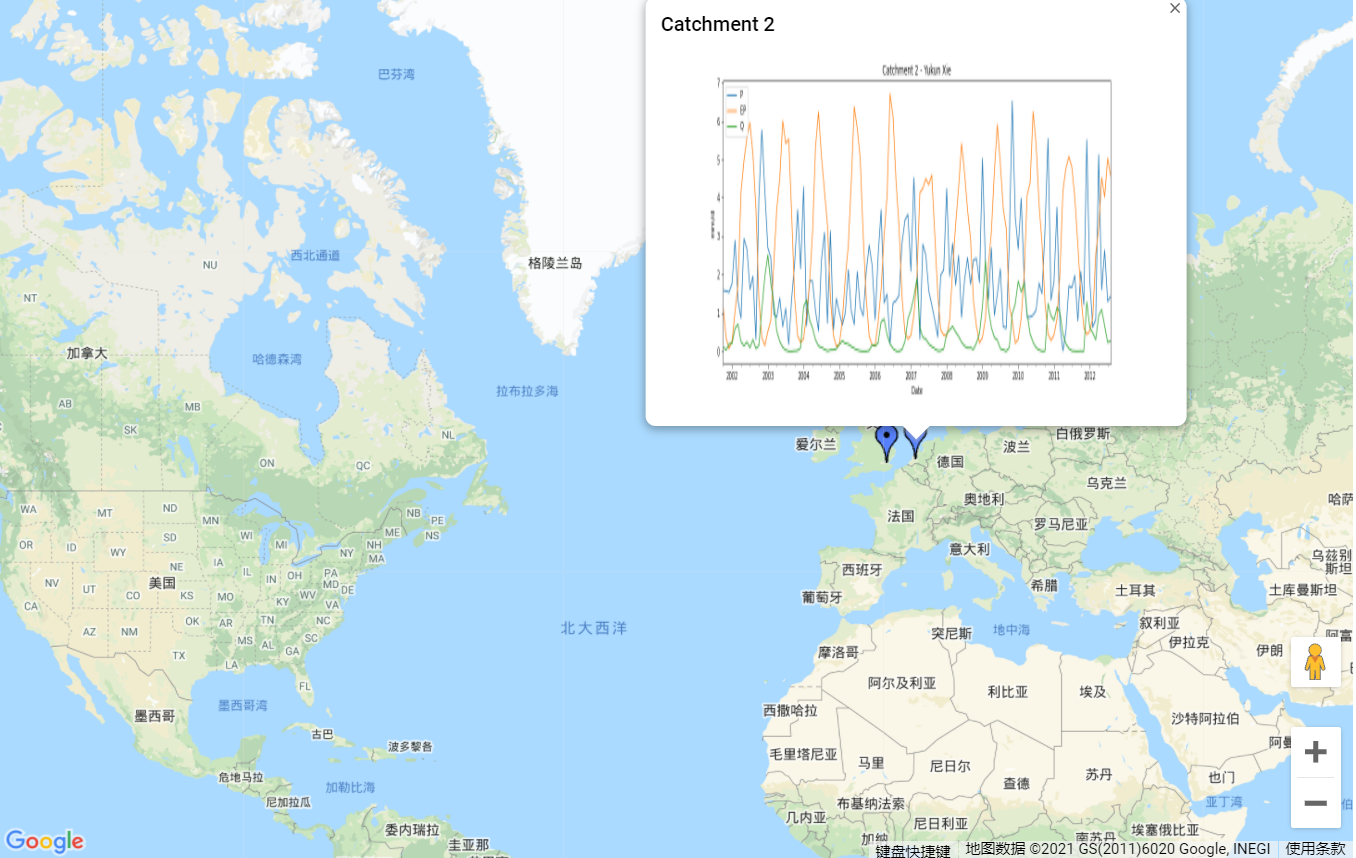 Catchment 2
Catchment 2 - Yukun Xie
P
EP
Q
7
6
5
4
3
2
1
0
2002 2003 2004 2005 2006 2007 2008 2009 2010 2011 2012
Date
巴芬湾
西北通道
NU
格陵兰岛
NT
加拿大
哈德森湾
拉布拉多海
AB
MB
SK
NL
ON
QC
爱尔兰
白俄罗斯
波兰
德国
乌克兰
奥地利
法国
罗马尼亚
意大利
西班牙
葡萄牙
希腊
土耳其
哈萨
乌兹别
斯坦
土库曼斯坦
WA
MT
ND
MN
NB
PE
NS
OR
ID
WY
SD
WI
MI
ME
NH
MA
NY
NV
UT
NE
IA
IL
IN
OH
PA
MD
DE
美国
CO
KS
MO
KY
WV
VA
CA
AZ
NM
OK
AR
TN
NC
MS
AL
SC
GA
TX
LA
FL
北大西洋
突尼斯
地中海
叙利亚
伊拉克
伊朗
阿富
摩洛哥
阿尔及利亚
利比亚
埃及
西撒哈拉
沙特阿拉伯
阿曼
墨西哥湾
墨西哥
古巴
波多黎各
毛里塔尼亚
马里
尼日尔
查德
苏丹
也门
亚丁湾
危地马拉
加勒比海
尼加拉瓜
布基纳法索
几内亚
尼日利亚
加纳
南苏丹
埃塞俄比亚
委内瑞拉
圭亚那
Google
键盘快捷键
地图数据 ©2021 GS(2011)6020 Google, INEGI
使用条款